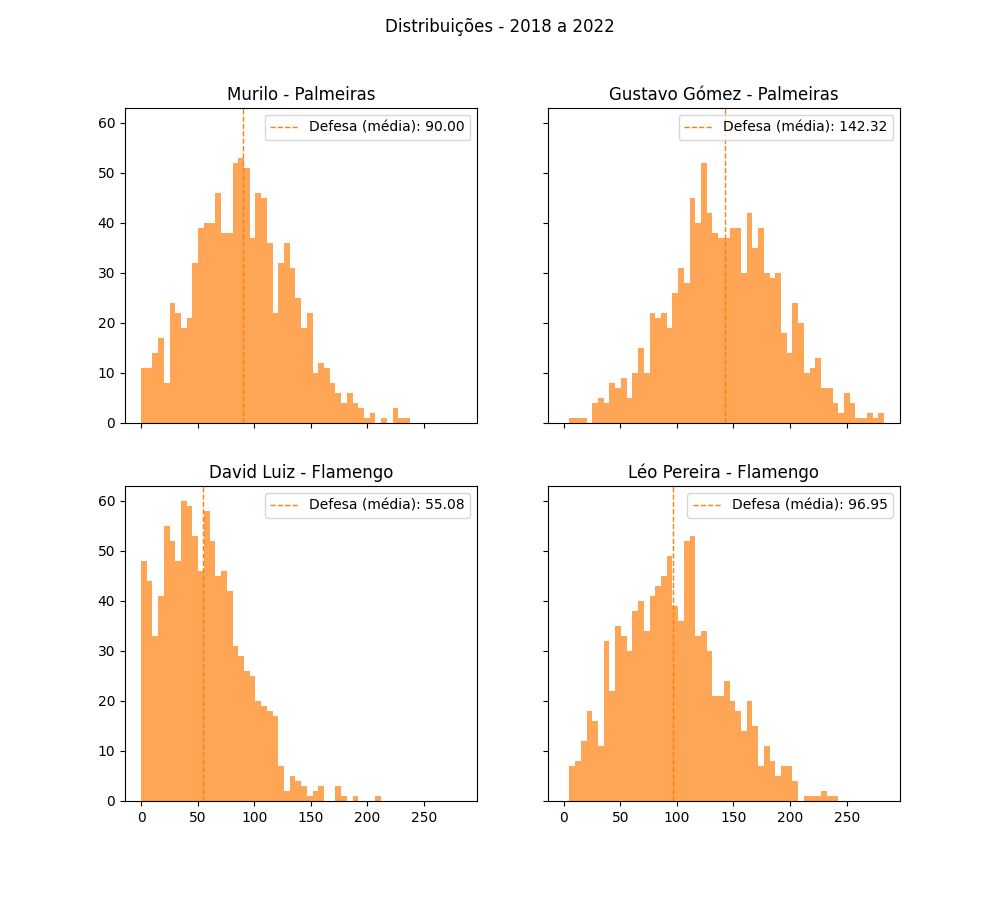 Distribuições - 2018 a 2022
Murilo - Palmeiras
Defesa (média): 90.00
60
50
40
30
20
10
0
Gustavo Gómez - Palmeiras
Defesa (média): 142.32
David Luiz - Flamengo
Defesa (média): 55.08
60
50
40
30
20
10
0
0 50 100 150 200 250
Léo Pereira - Flamengo
Defesa (média): 96.95
0 50 100 150 200 250